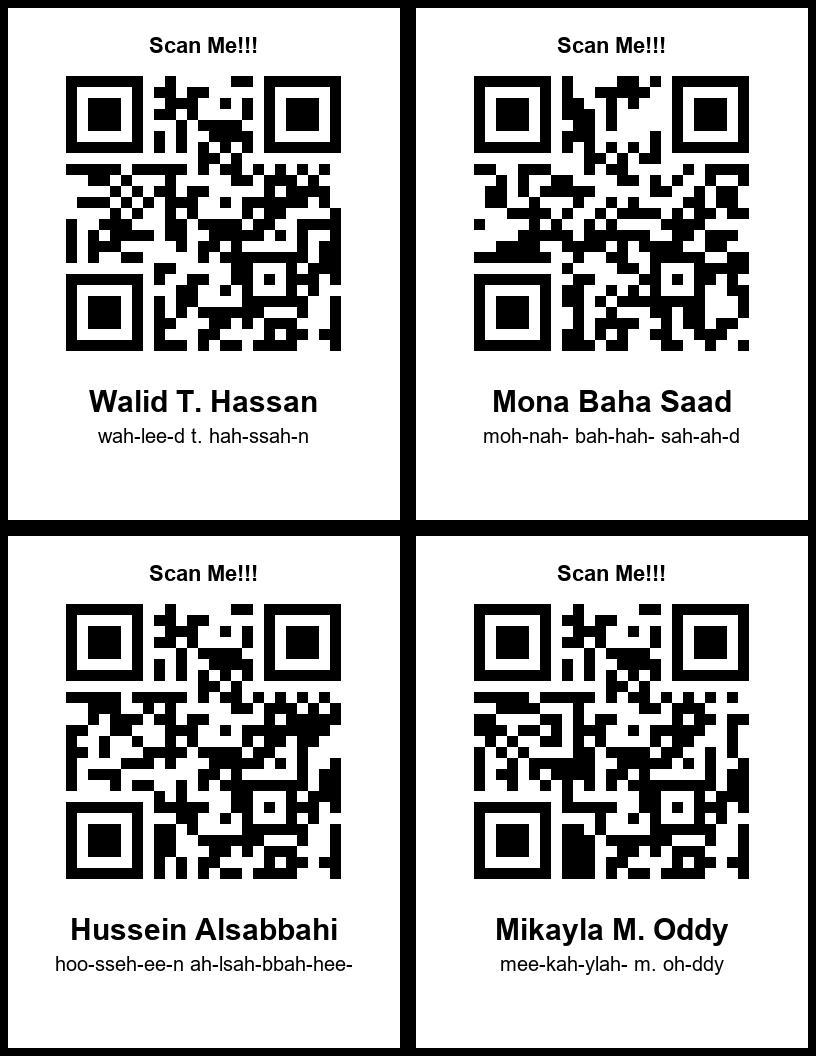 Scan Me!!!
Walid T. Hassan
wah-lee-d t. hah-ssah-n
Scan Me!!!
Mona Baha Saad
moh-nah- bah-hah- sah-ah-d
Scan Me!!!
Hussein Alsabbahi
hoo-sseh-ee-n ah-lsah-bbah-hee-
Scan Me!!!
Mikayla M. Oddy
mee-kah-ylah- m. oh-ddy